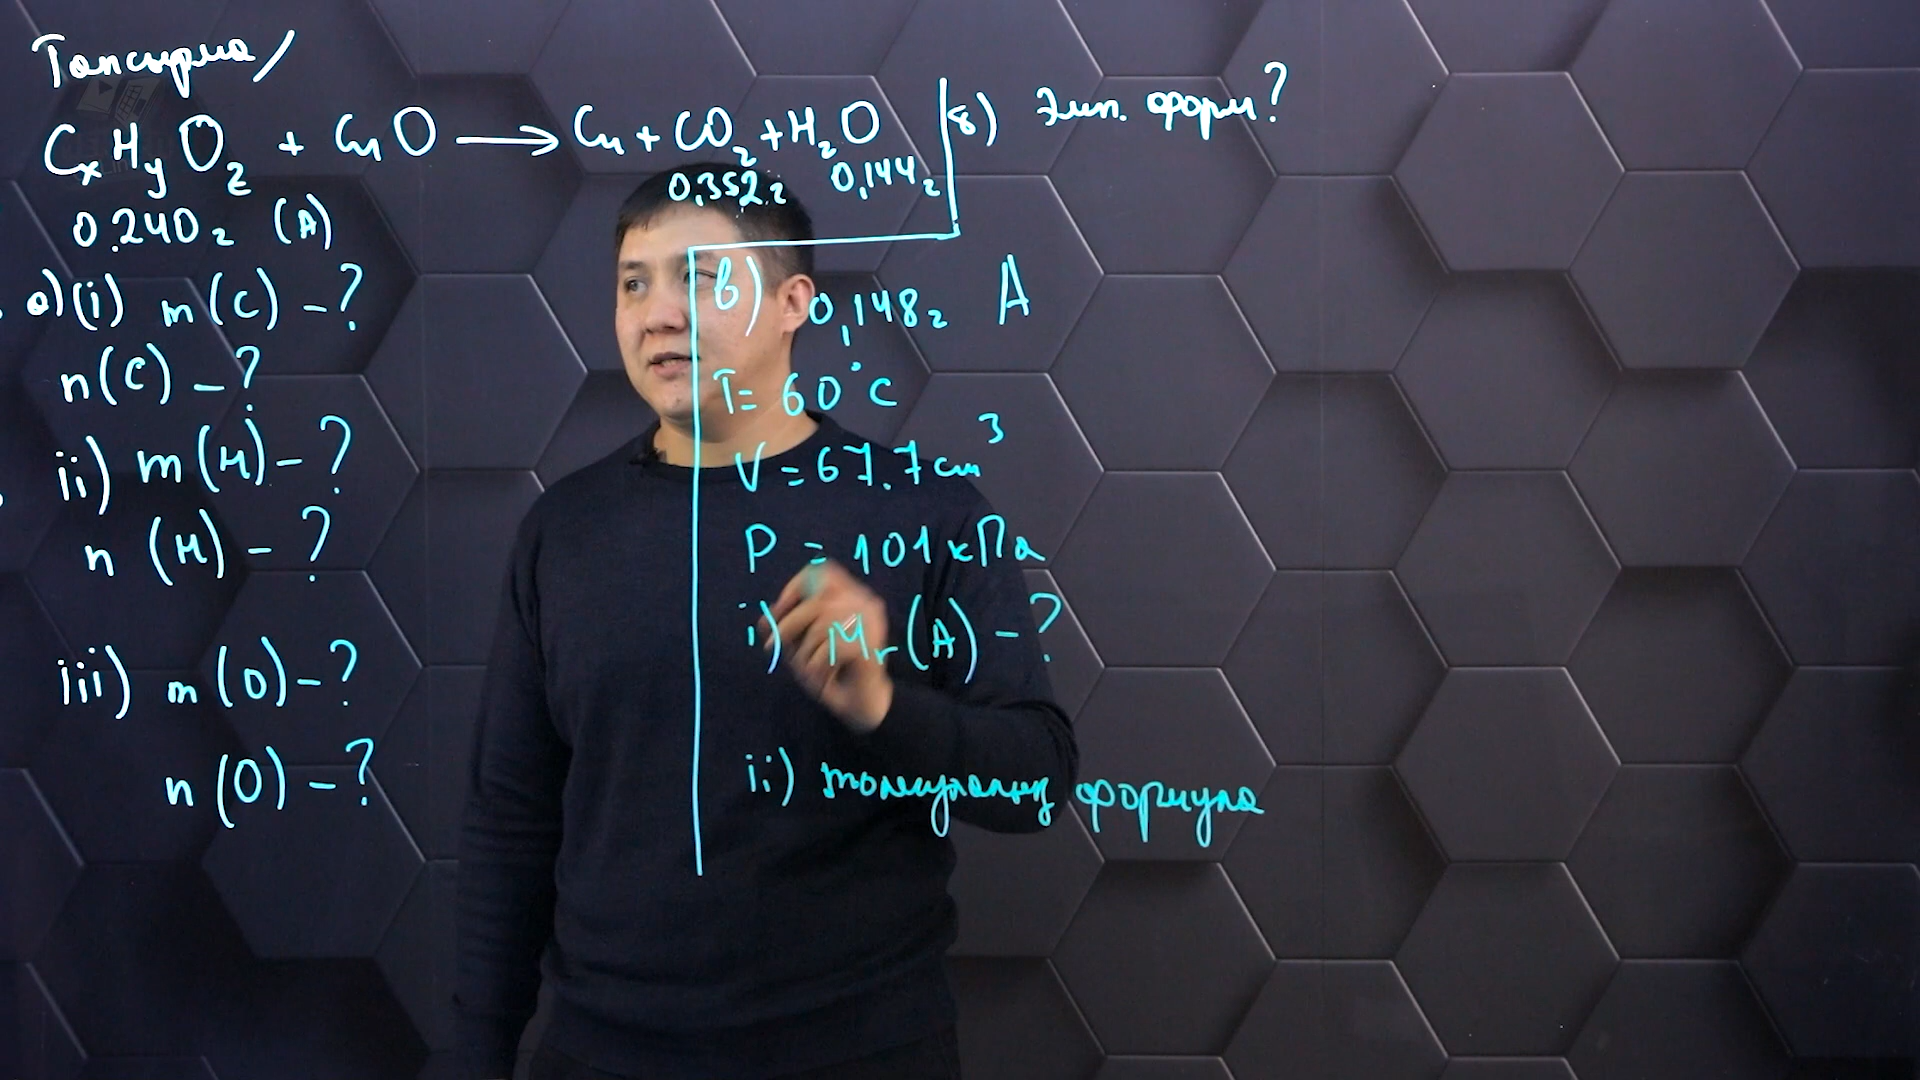 Тапсырма/
CxHyOz + CuO → Cu + CO2 + H2O
0,352г 0,144г
0.240г (A)
а)(i) m(C) – ?
n(C) – ?
ii) m(H) – ?
n(H) – ?
iii) m(O) – ?
n(O) – ?
б) Эмп. форм?
в) 0,148г A
T = 60°C
V = 67.7 cm³
P = 101 кПа
i) Mr(A) – ?
ii) молекулалық формула